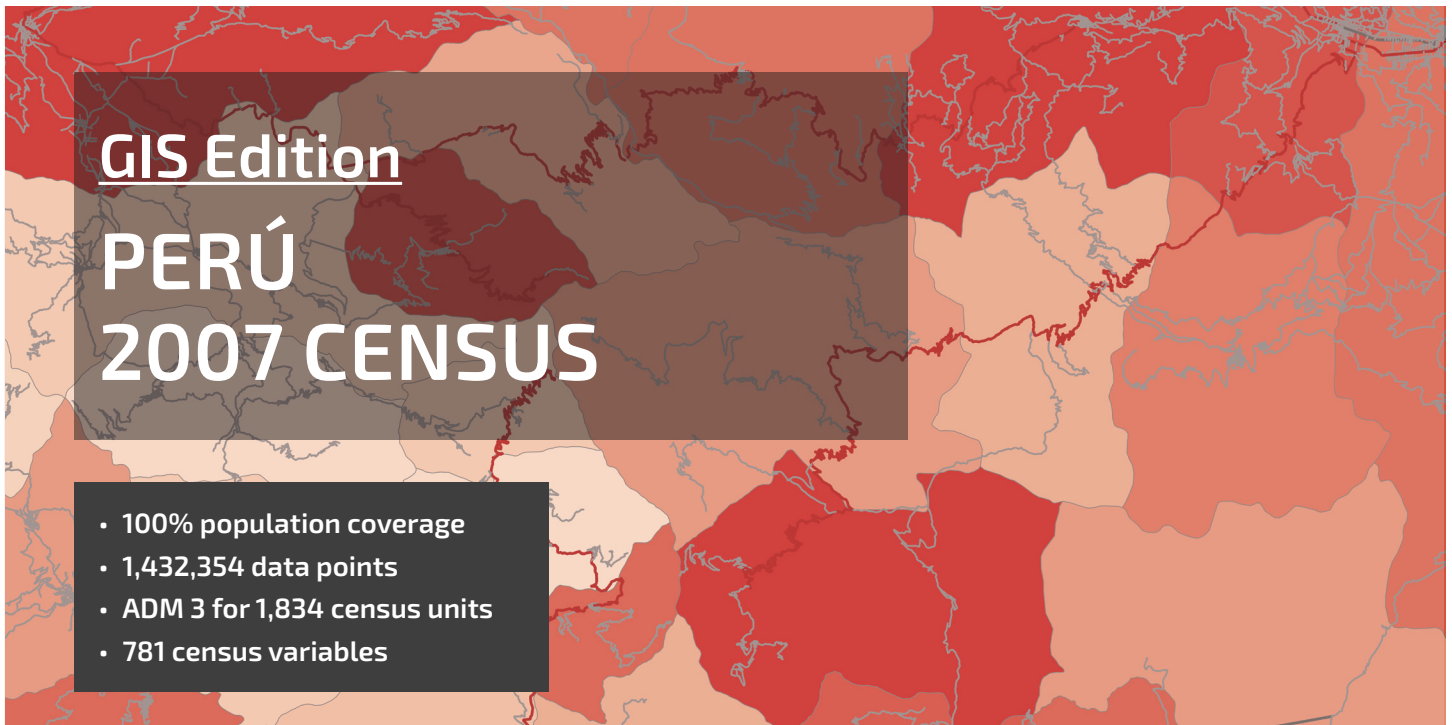 GIS Edition
PERÚ
2007 CENSUS
• 100% population coverage
• 1,432,354 data points
• ADM 3 for 1,834 census units
• 781 census variables